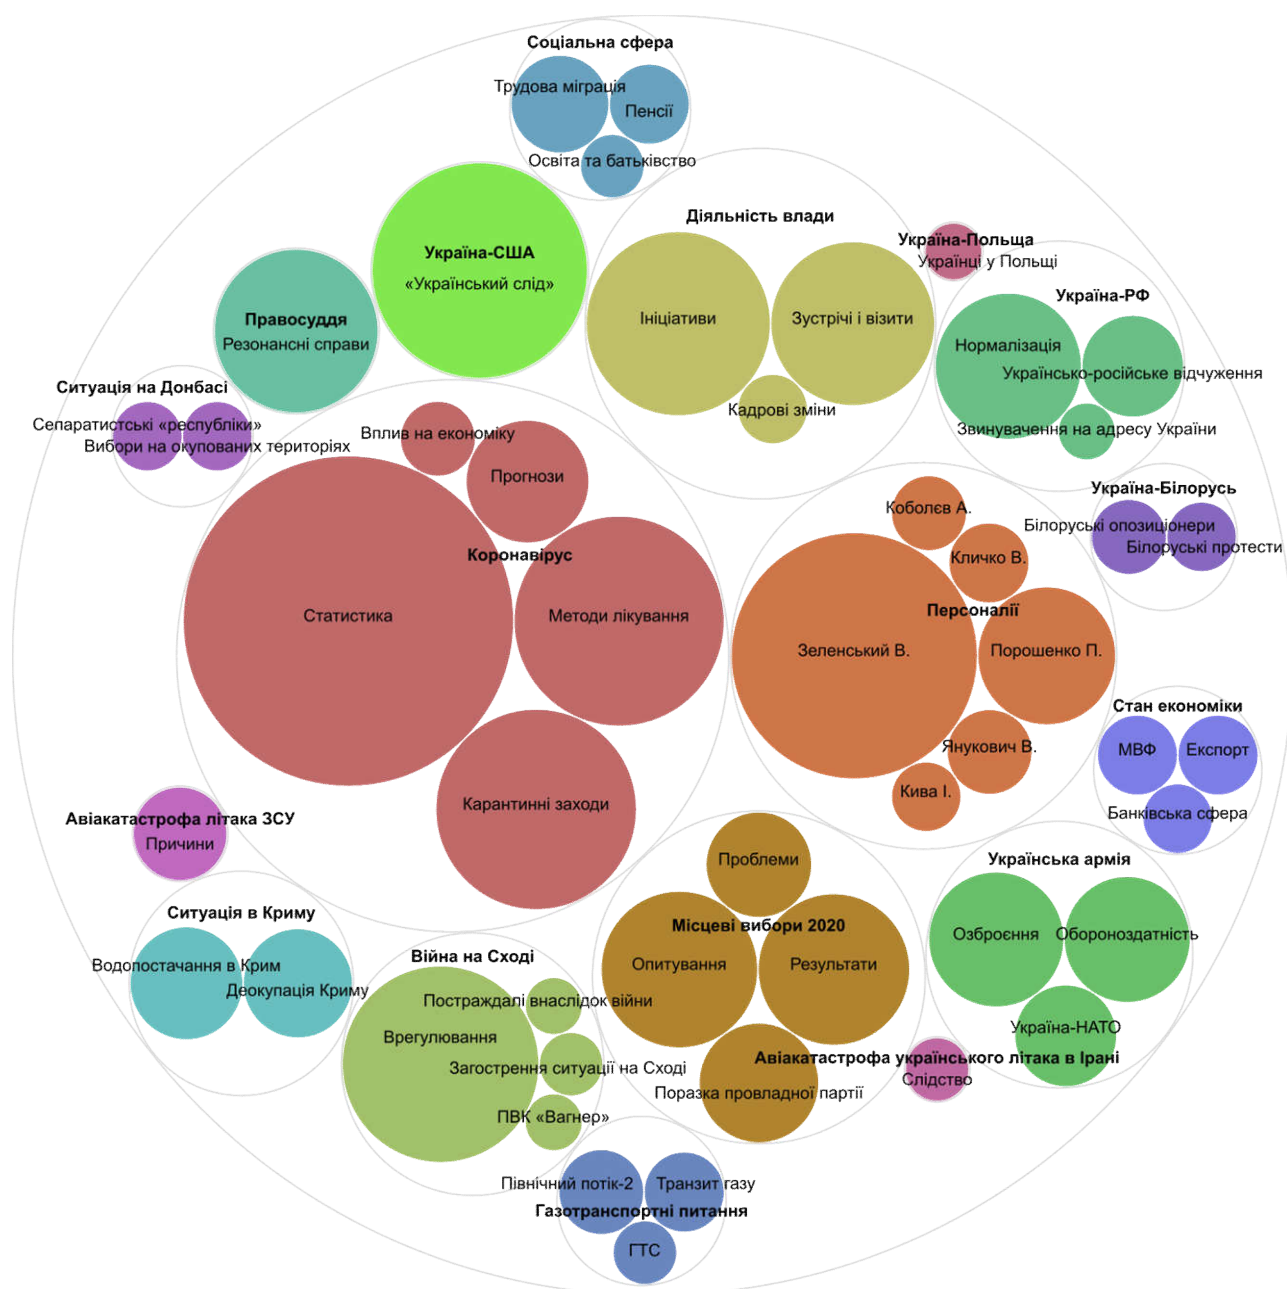 Соціальна сфера
Трудова міграція
Пенсії
Освіта та батьківство
Україна-США
«Український слід»
Діяльність влади
Ініціативи
Зустрічі і візити
Кадрові зміни
Україна-Польща
Українці у Польщі
Україна-РФ
Нормалізація
Українсько-російське відчуження
Звинувачення на адресу України
Правосуддя
Резонансні справи
Ситуація на Донбасі
Сепаратистські «республіки»
Вибори на окупованих територіях
Вплив на економіку
Прогнози
Коронавірус
Статистика
Методи лікування
Карантинні заходи
Коболєв А.
Кличко В.
Персоналії
Зеленський В.
Порошенко П.
Янукович В.
Кива І.
Україна-Білорусь
Білоруські опозиціонери
Білоруські протести
Стан економіки
МВФ
Експорт
Банківська сфера
Авіакатастрофа літака ЗСУ
Причини
Ситуація в Криму
Водопостачання в Крим
Деокупація Криму
Війна на Сході
Постраждалі внаслідок війни
Врегулювання
Загострення ситуації на Сході
ПВК «Вагнер»
Проблеми
Місцеві вибори 2020
Опитування
Результати
Поразка провладної партії
Українська армія
Озброєння
Обороноздатність
Україна-НАТО
Авіакатастрофа українського літака в Ірані
Слідство
Північний потік-2
Транзит газу
Газотранспортні питання
ГТС